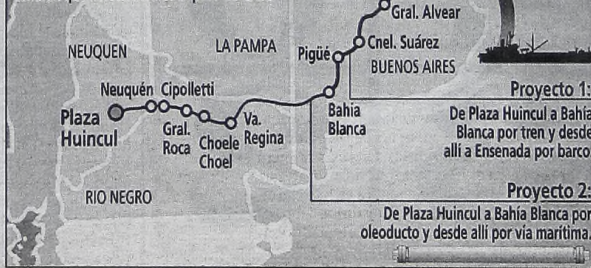 Gral. Alvear
Cnel. Suárez
Pigüé
NEUQUEN
LA PAMPA
BUENOS AIRES
Neuquén Cipolletti
Plaza
Huincul
Gral.
Roca
Choele
Choel
Va.
Regina
Bahia
Blanca
RIO NEGRO
Proyecto 1:
De Plaza Huincul a Bahía
Blanca por tren y desde
allí a Ensenada por barco
Proyecto 2:
De Plaza Huincul a Bahía Blanca por
oleoducto y desde allí por vía marítima.